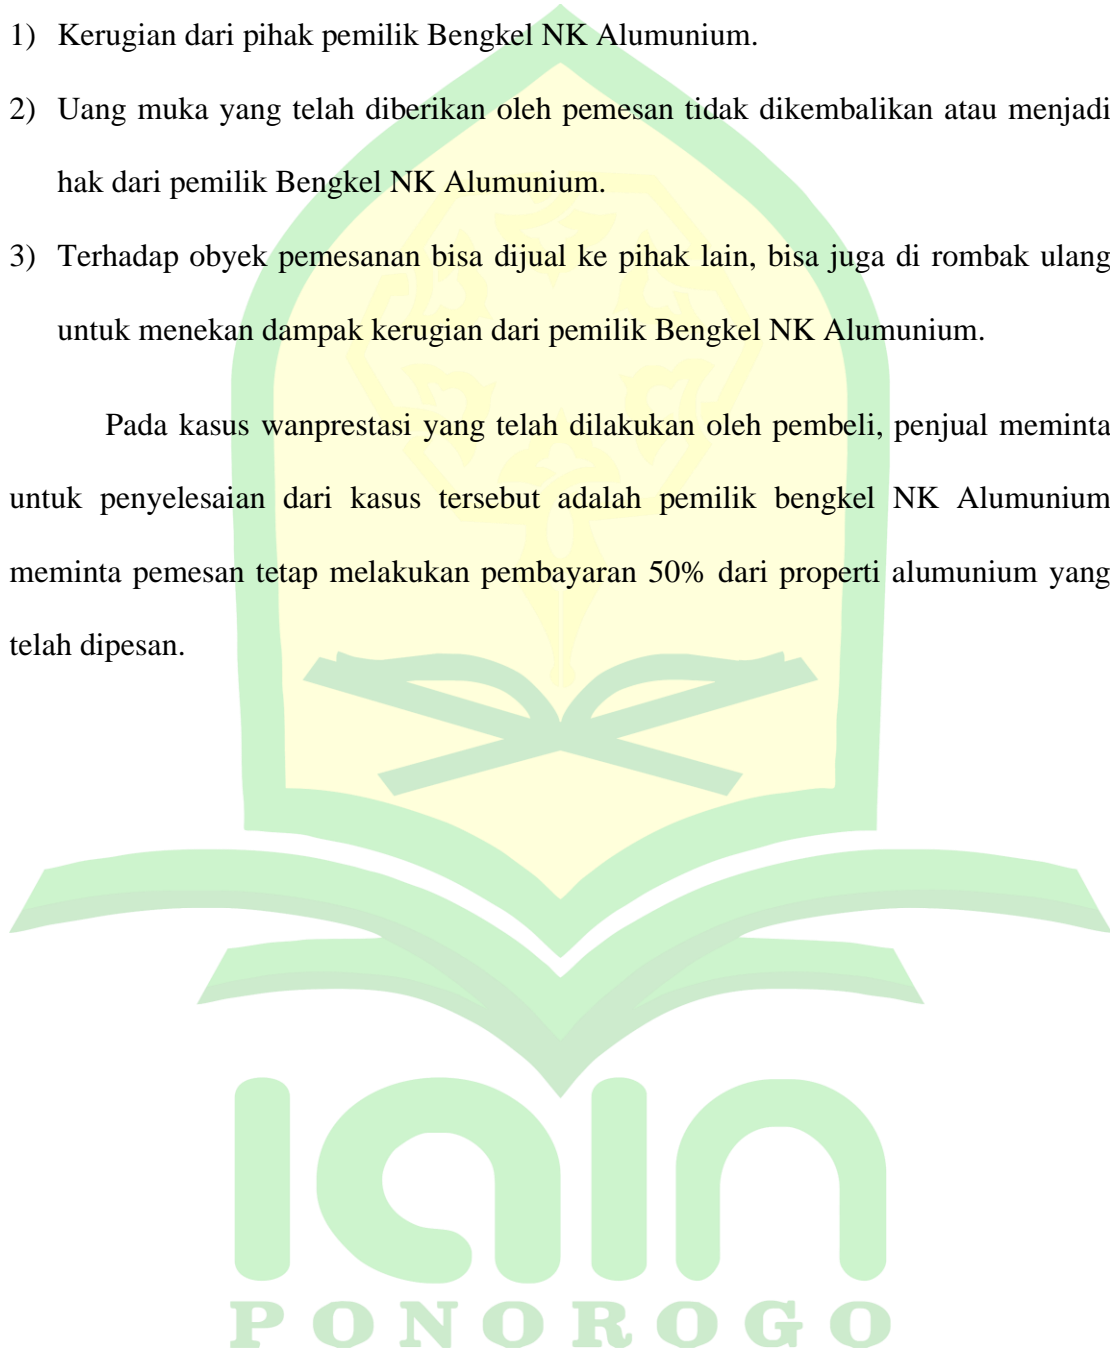 1) Kerugian dari pihak pemilik Bengkel NK Alumunium.
2) Uang muka yang telah diberikan oleh pemesan tidak dikembalikan atau menjadi
hak dari pemilik Bengkel NK Alumunium.
3) Terhadap obyek pemesanan bisa dijual ke pihak lain, bisa juga di rombak ulang
untuk menekan dampak kerugian dari pemilik Bengkel NK Alumunium.
Pada kasus wanprestasi yang telah dilakukan oleh pembeli, penjual meminta
untuk penyelesaian dari kasus tersebut adalah pemilik bengkel NK Alumunium
meminta pemesan tetap melakukan pembayaran 50% dari properti alumunium yang
telah dipesan.
iain
PONOROGO